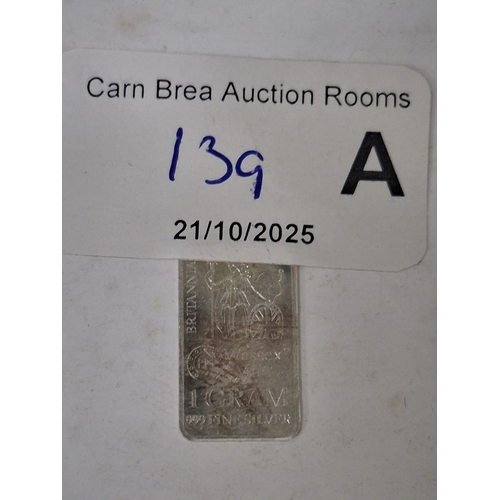 Carn Brea Auction Rooms
139 A
21/10/2025
BRITANNIA
1 GRAM
999 FINE SILVER